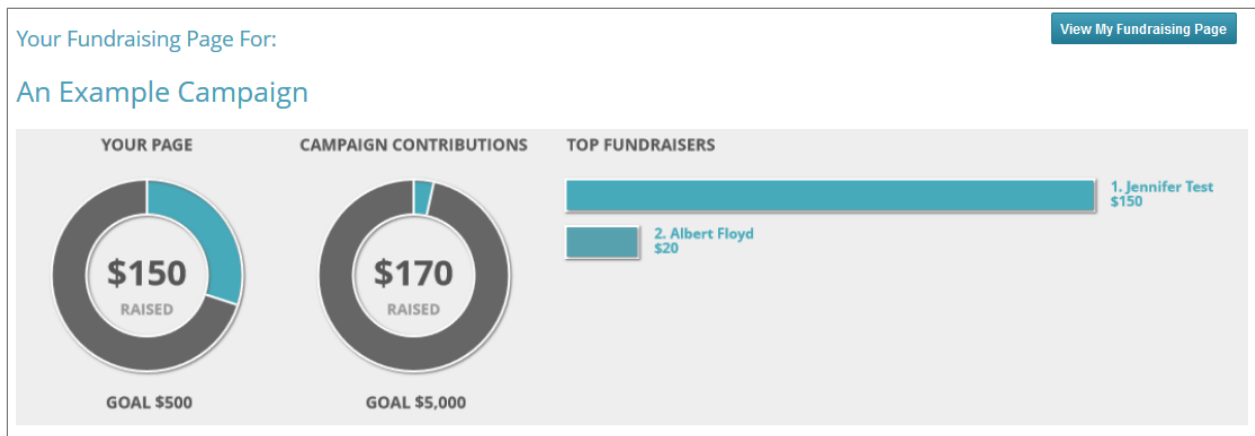 Your Fundraising Page For:
View My Fundraising Page
An Example Campaign
YOUR PAGE
$150
RAISED
GOAL $500
CAMPAIGN CONTRIBUTIONS
$170
RAISED
GOAL $5,000
TOP FUNDRAISERS
1. Jennifer Test
$150
2. Albert Floyd
$20